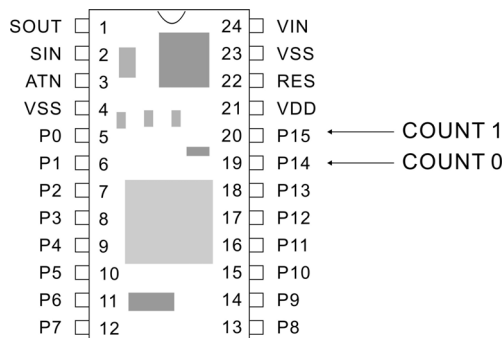 SOUT 1 24 VIN
SIN 2 23 VSS
ATN 3 22 RES
VSS 4 21 VDD
P0 5 20 P15 COUNT 1
P1 6 19 P14 COUNT 0
P2 7 18 P13
P3 8 17 P12
P4 9 16 P11
P5 10 15 P10
P6 11 14 P9
P7 12 13 P8